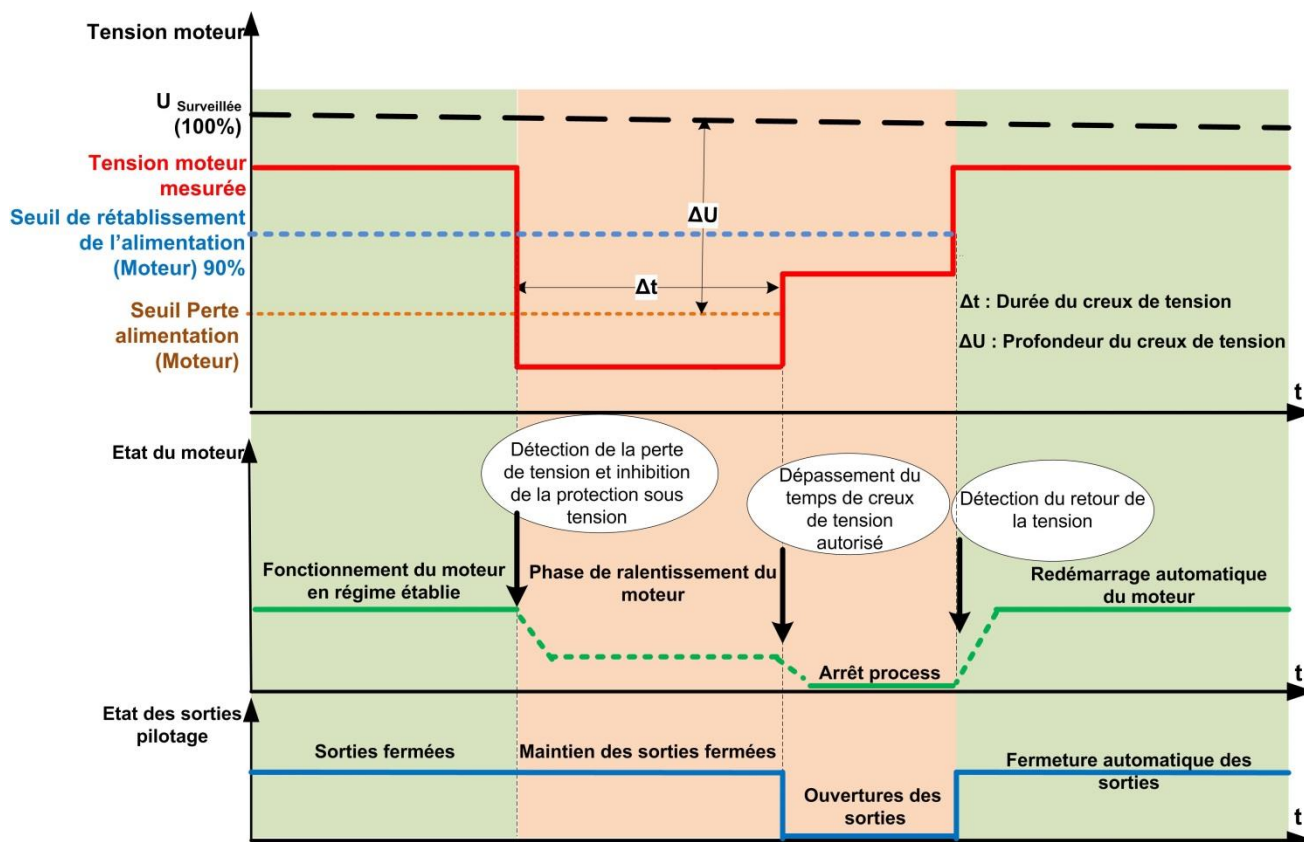 Tension moteur
U Surveillée
(100%)
Tension moteur
mesurée
Seuil de rétablissement
de l'alimentation
(Moteur) 90%
Seuil Perte
alimentation
(Moteur)
ΔU
Δt
Δt : Durée du creux de tension
ΔU : Profondeur du creux de tension
t
Etat du moteur
Détection de la perte
de tension et inhibition
de la protection sous
tension
Dépassement du
temps de creux
de tension
autorisé
Détection du retour de
la tension
Fonctionnement du moteur
en régime établie
Phase de ralentissement du
moteur
Redémarrage automatique
du moteur
Arrêt process
t
Etat des sorties
pilotage
Sorties fermées
Maintien des sorties fermées
Ouvertures des
sorties
Fermeture automatique des
sorties
t